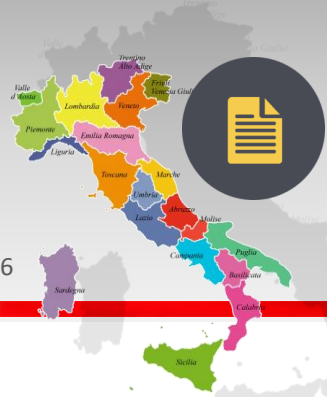 Trentino
Alto Adige
Friuli
Venezia Giuli
Valle
d'Aosta
Lombardia
Veneto
Piemonte
Emilia Romagna
Liguria
Toscana
Marche
Umbria
Lazio
Abruzzo
Molise
Campania
Puglia
Basilicata
6
Sardegna
Calabria
Sicilia